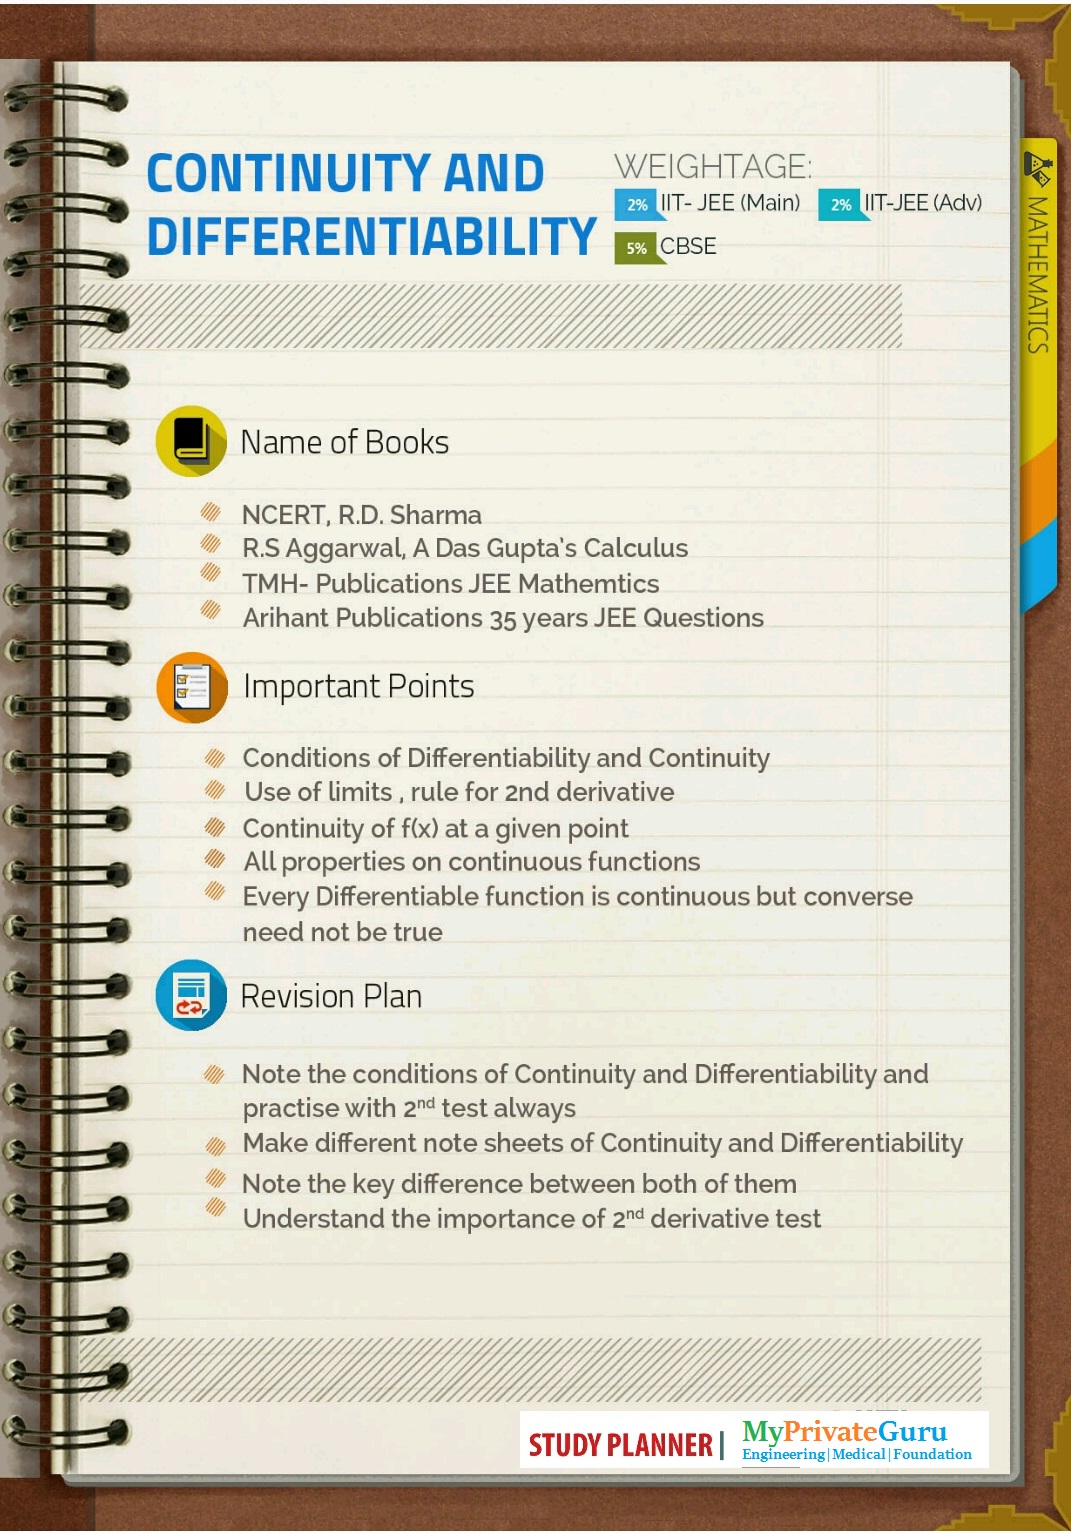 CONTINUITY AND
DIFFERENTIABILITY
WEIGHTAGE:
2% IIT- JEE (Main) 2% IIT-JEE (Adv)
5% CBSE
MATHEMATICS
Name of Books
NCERT, R.D. Sharma
R.S Aggarwal, A Das Gupta's Calculus
TMH- Publications JEE Mathemtics
Arihant Publications 35 years JEE Questions
Important Points
Conditions of Differentiability and Continuity
Use of limits , rule for 2nd derivative
Continuity of f(x) at a given point
All properties on continuous functions
Every Differentiable function is continuous but converse
need not be true
Revision Plan
Note the conditions of Continuity and Differentiability and
practise with 2nd test always
Make different note sheets of Continuity and Differentiability
Note the key difference between both of them
Understand the importance of 2nd derivative test
STUDY PLANNER | MyPrivateGuru
Engineering|Medical|Foundation